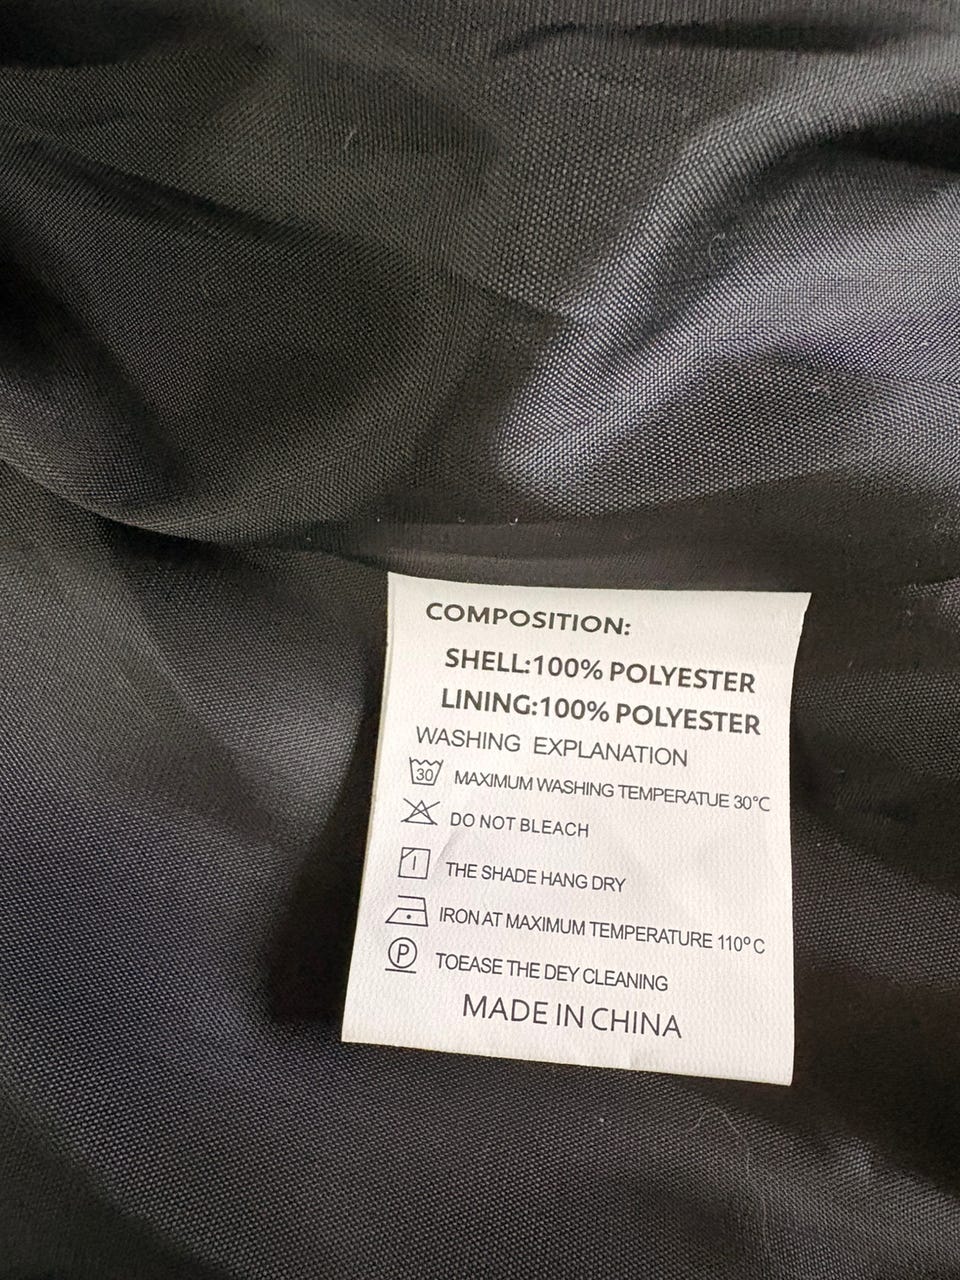 COMPOSITION:
SHELL:100% POLYESTER
LINING:100% POLYESTER
WASHING EXPLANATION
30 MAXIMUM WASHING TEMPERATUE 30°C
DO NOT BLEACH
THE SHADE HANG DRY
IRON AT MAXIMUM TEMPERATURE 110°C
P TOEASE THE DEY CLEANING
MADE IN CHINA